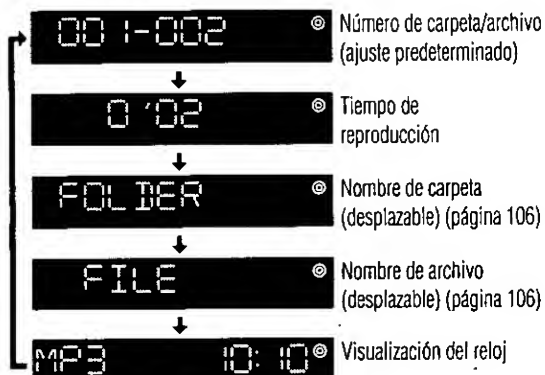 001-002
Número de carpeta/archivo
(ajuste predeterminado)
0'02
Tiempo de
reproducción
FOLDER
Nombre de carpeta
(desplazable) (página 106)
FILE
Nombre de archivo
(desplazable) (página 106)
MP3 10:10
Visualización del reloj